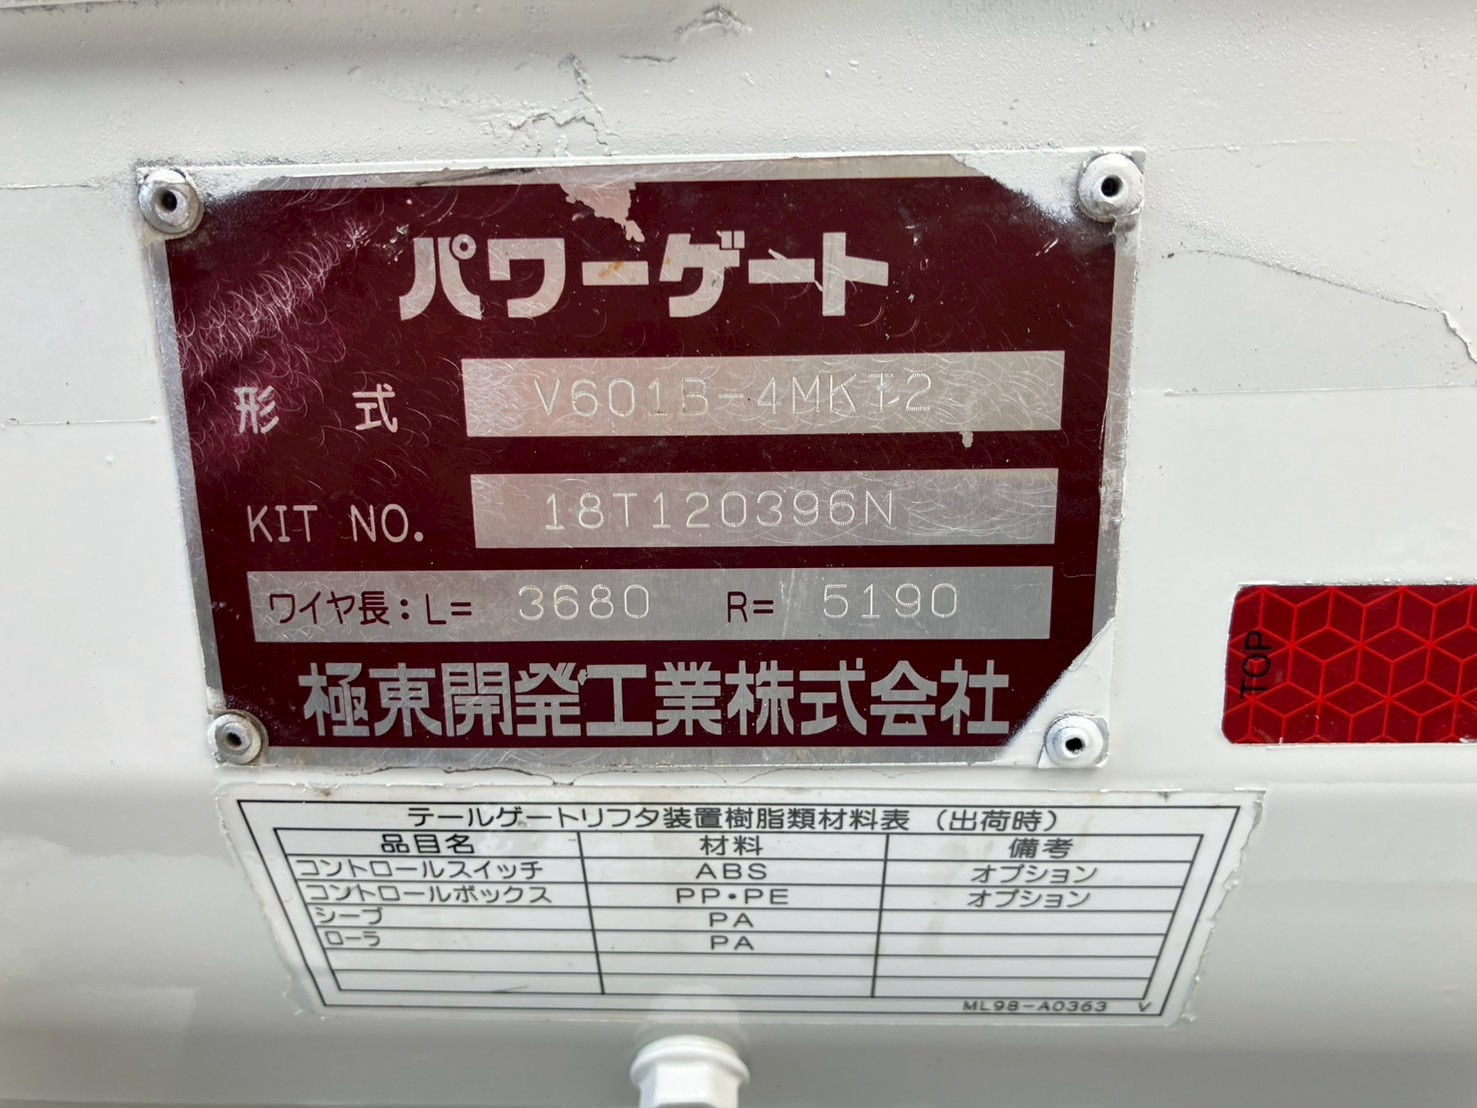 パワーゲート
形 式 V601B-4MKT2
KIT NO. 18T120396N
ワイヤ長:L= 3680 R= 5190
極東開発工業株式会社
TOP
テールゲートリフタ装置樹脂類材料表 (出荷時)
品目名 材料 備考
コントロールスイッチ ABS オプション
コントロールボックス PP・PE オプション
シーブ PA
ローラ PA
ML98-A0363 V